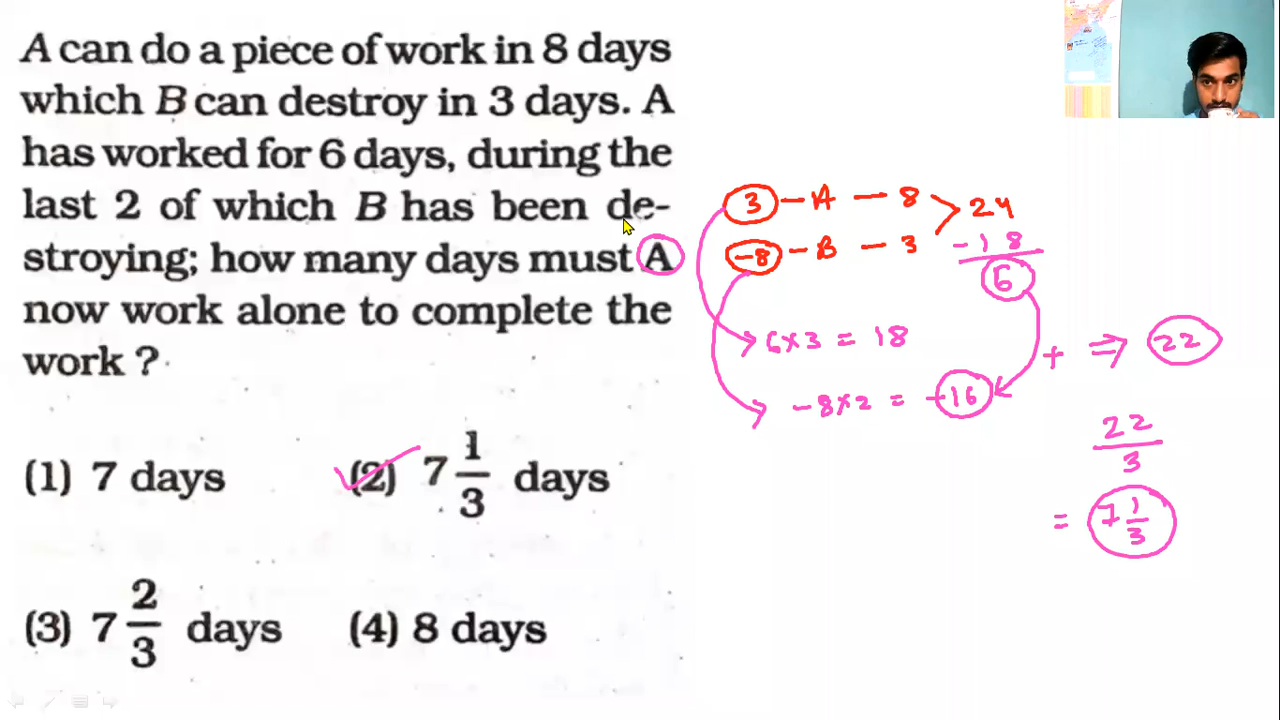 A can do a piece of work in 8 days
which B can destroy in 3 days. A
has worked for 6 days, during the
last 2 of which B has been de-
stroying; how many days must A
now work alone to complete the
work ?
(1) 7 days
(2) 7 1/3 days
(3) 7 2/3 days
(4) 8 days
3 - A - 8 > 24
-8 - B - 3
-18
6
6×3 = 18
-8×2 = -16
+ ⇒ 22
22/3
= 7 1/3